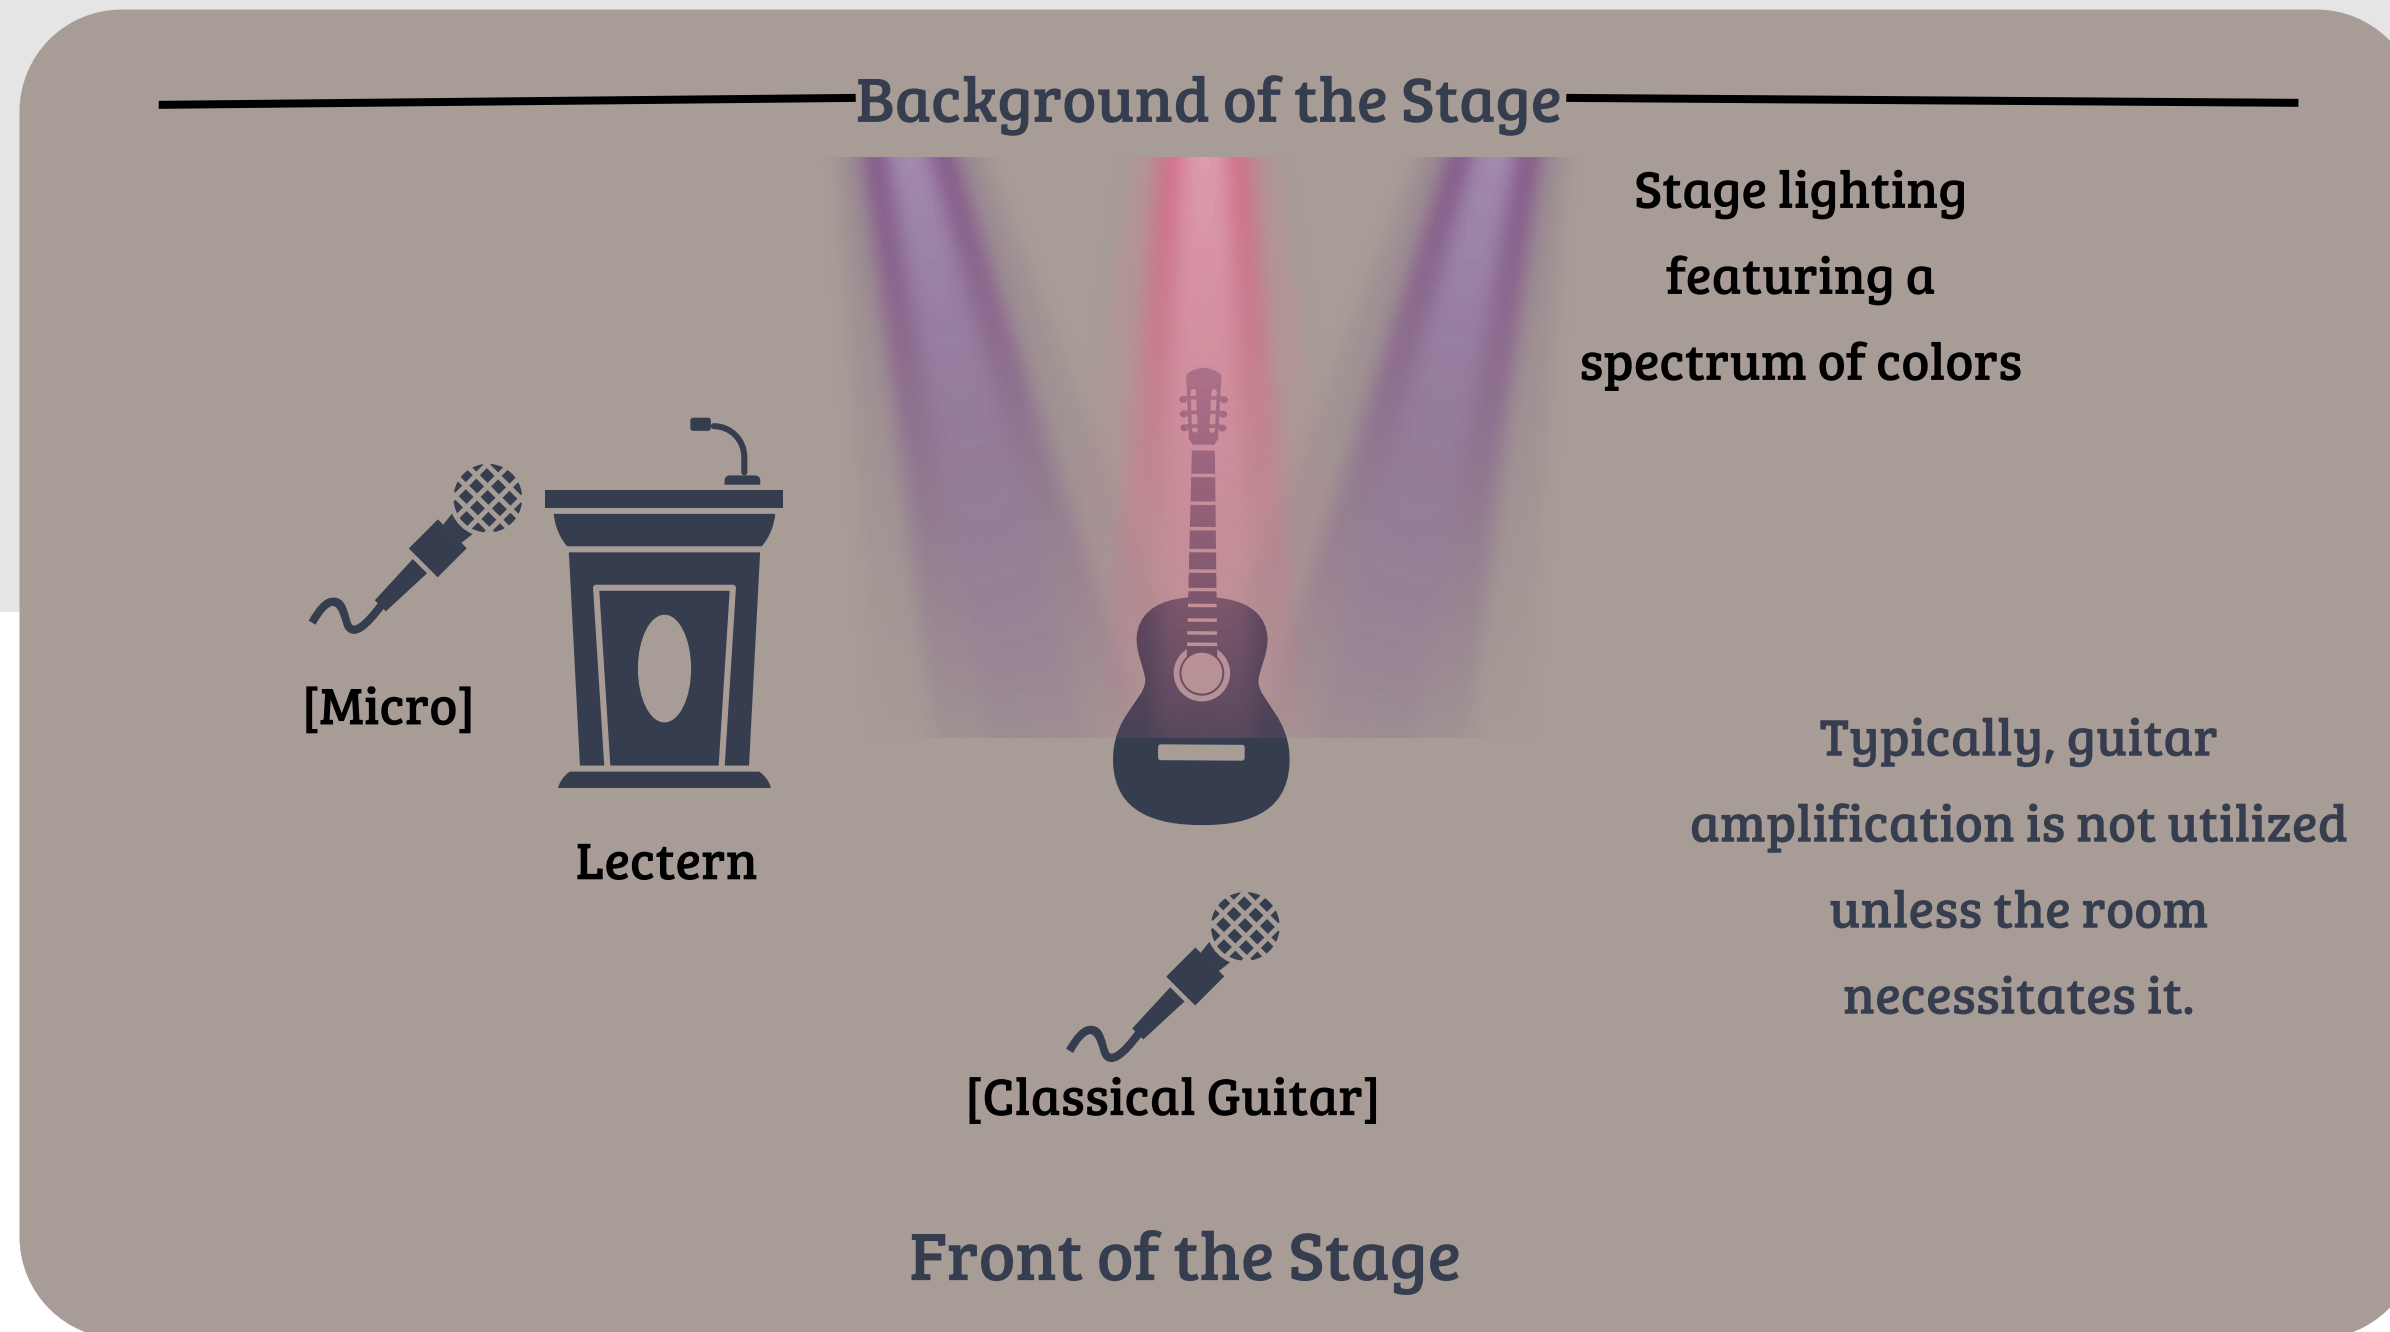 Background of the Stage
Stage lighting
featuring a
spectrum of colors
[Micro]
Lectern
Typically, guitar
amplification is not utilized
unless the room
necessitates it.
[Classical Guitar]
Front of the Stage